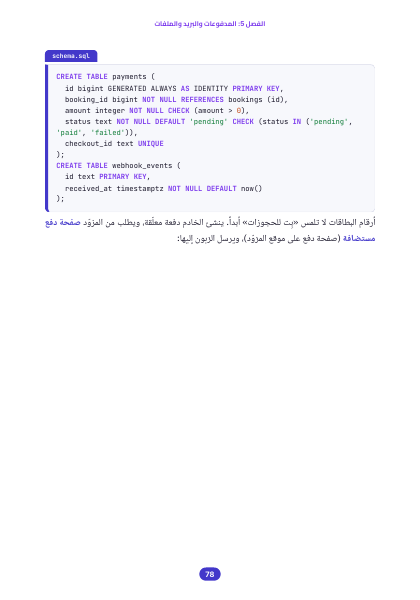 الفصل 5: المدفوعات والبريد والملفات
schema.sql
CREATE TABLE payments (
  id bigint GENERATED ALWAYS AS IDENTITY PRIMARY KEY,
  booking_id bigint NOT NULL REFERENCES bookings (id),
  amount integer NOT NULL CHECK (amount > 0),
  status text NOT NULL DEFAULT 'pending' CHECK (status IN ('pending',
'paid', 'failed')),
  checkout_id text UNIQUE
);
CREATE TABLE webhook_events (
  id text PRIMARY KEY,
  received_at timestamptz NOT NULL DEFAULT now()
);
أرقام البطاقات لا تلمس «بِت للحجوزات» أبداً. ينشئ الخادم دفعة معلّقة، ويطلب من المزوّد صفحة دفع
مستضافة (صفحة دفع على موقع المزوّد)، ويرسل الزبون إليها:
78